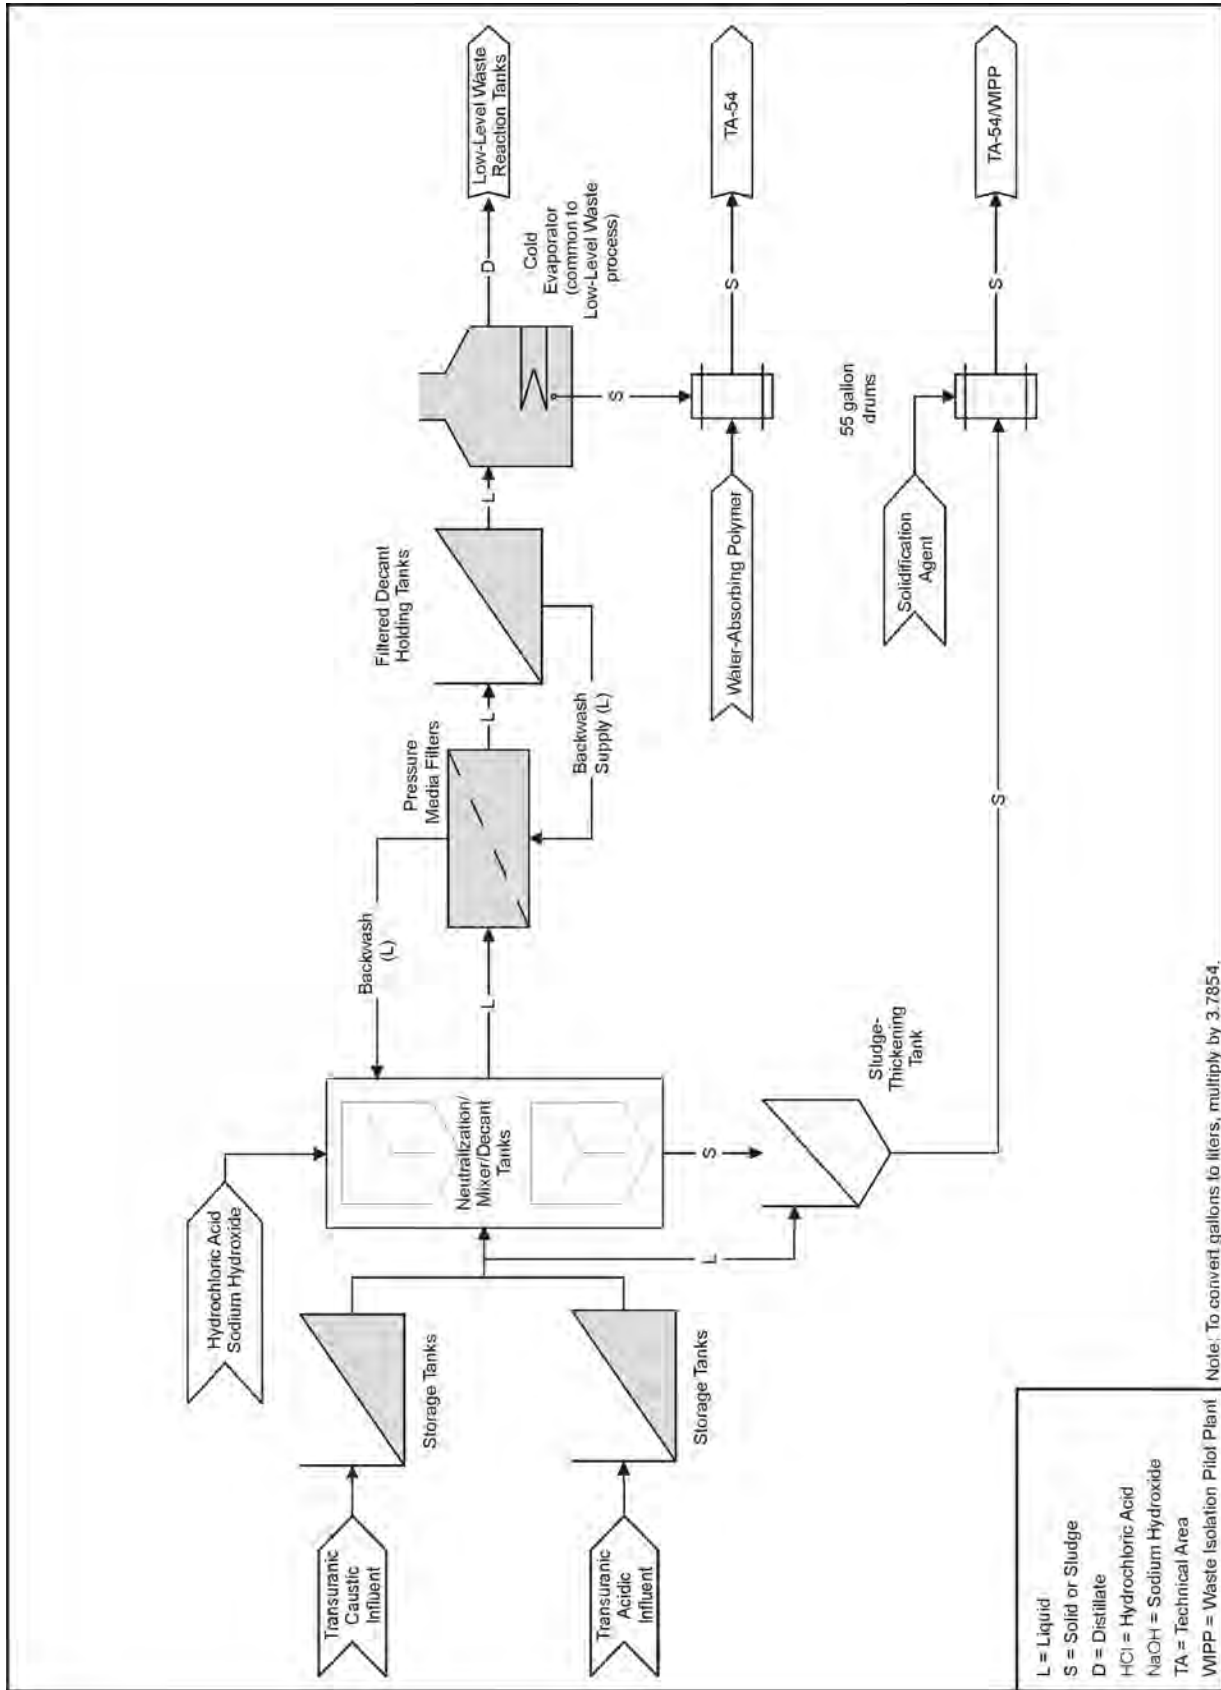 Transuranic
Caustic
Influent
Transuranic
Acidic
Influent
Storage Tanks
Storage Tanks
Hydrochloric Acid
Sodium Hydroxide
Neutralization/
Mixer/Decant
Tanks
L
S
Sludge-
Thickening
Tank
Backwash
(L)
L
Pressure
Media Filters
L
Backwash
Supply (L)
Filtered Decant
Holding Tanks
L
Cold
Evaporator
(common to
Low-Level Waste
process)
D
Low-Level Waste
Reaction Tanks
S
Water-Absorbing Polymer
S
TA-54
Solidification
Agent
55 gallon
drums
S
S
TA-54/WIPP
L = Liquid
S = Solid or Sludge
D = Distillate
HCl = Hydrochloric Acid
NaOH = Sodium Hydroxide
TA = Technical Area
WIPP = Waste Isolation Pilot Plant
Note: To convert gallons to liters, multiply by 3.7854.